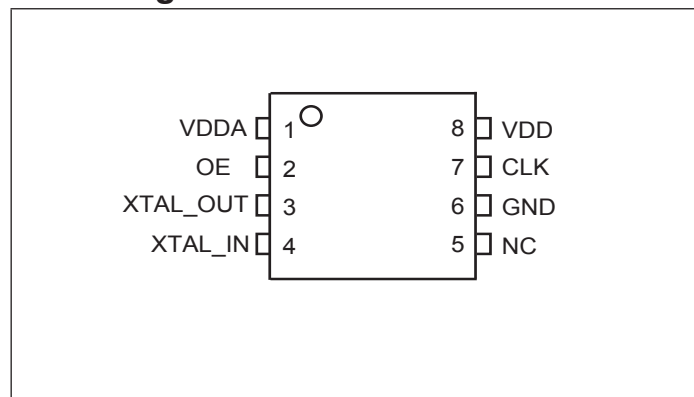 VDDA 1 8 VDD
OE 2 7 CLK
XTAL_OUT 3 6 GND
XTAL_IN 4 5 NC